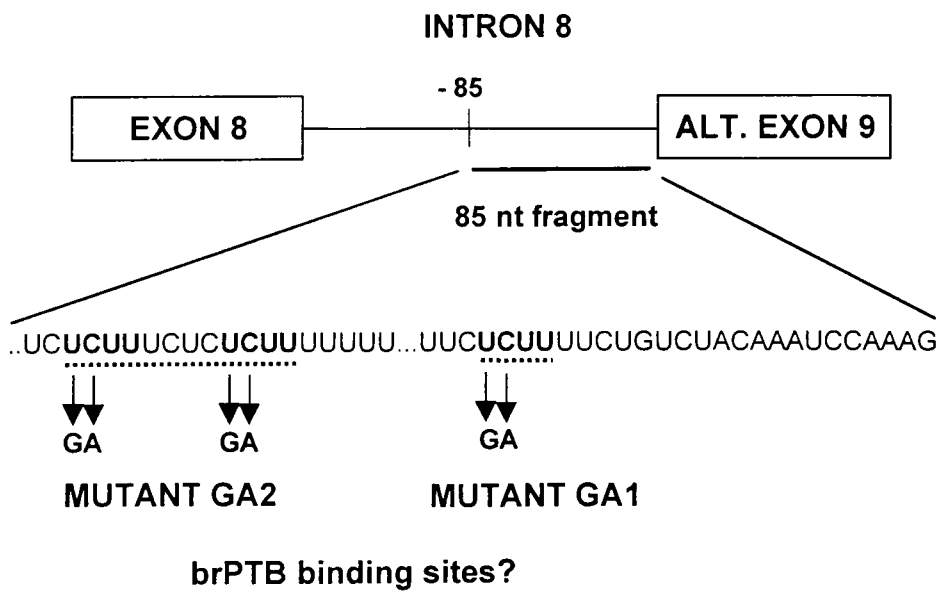 INTRON 8
- 85
EXON 8
ALT. EXON 9
85 nt fragment
..UCUCUUUCUCUCUUUUUUU...UUCUCUUUUCUGUCUACAAAUCCAAAG
GA GA GA
MUTANT GA2 MUTANT GA1
brPTB binding sites?